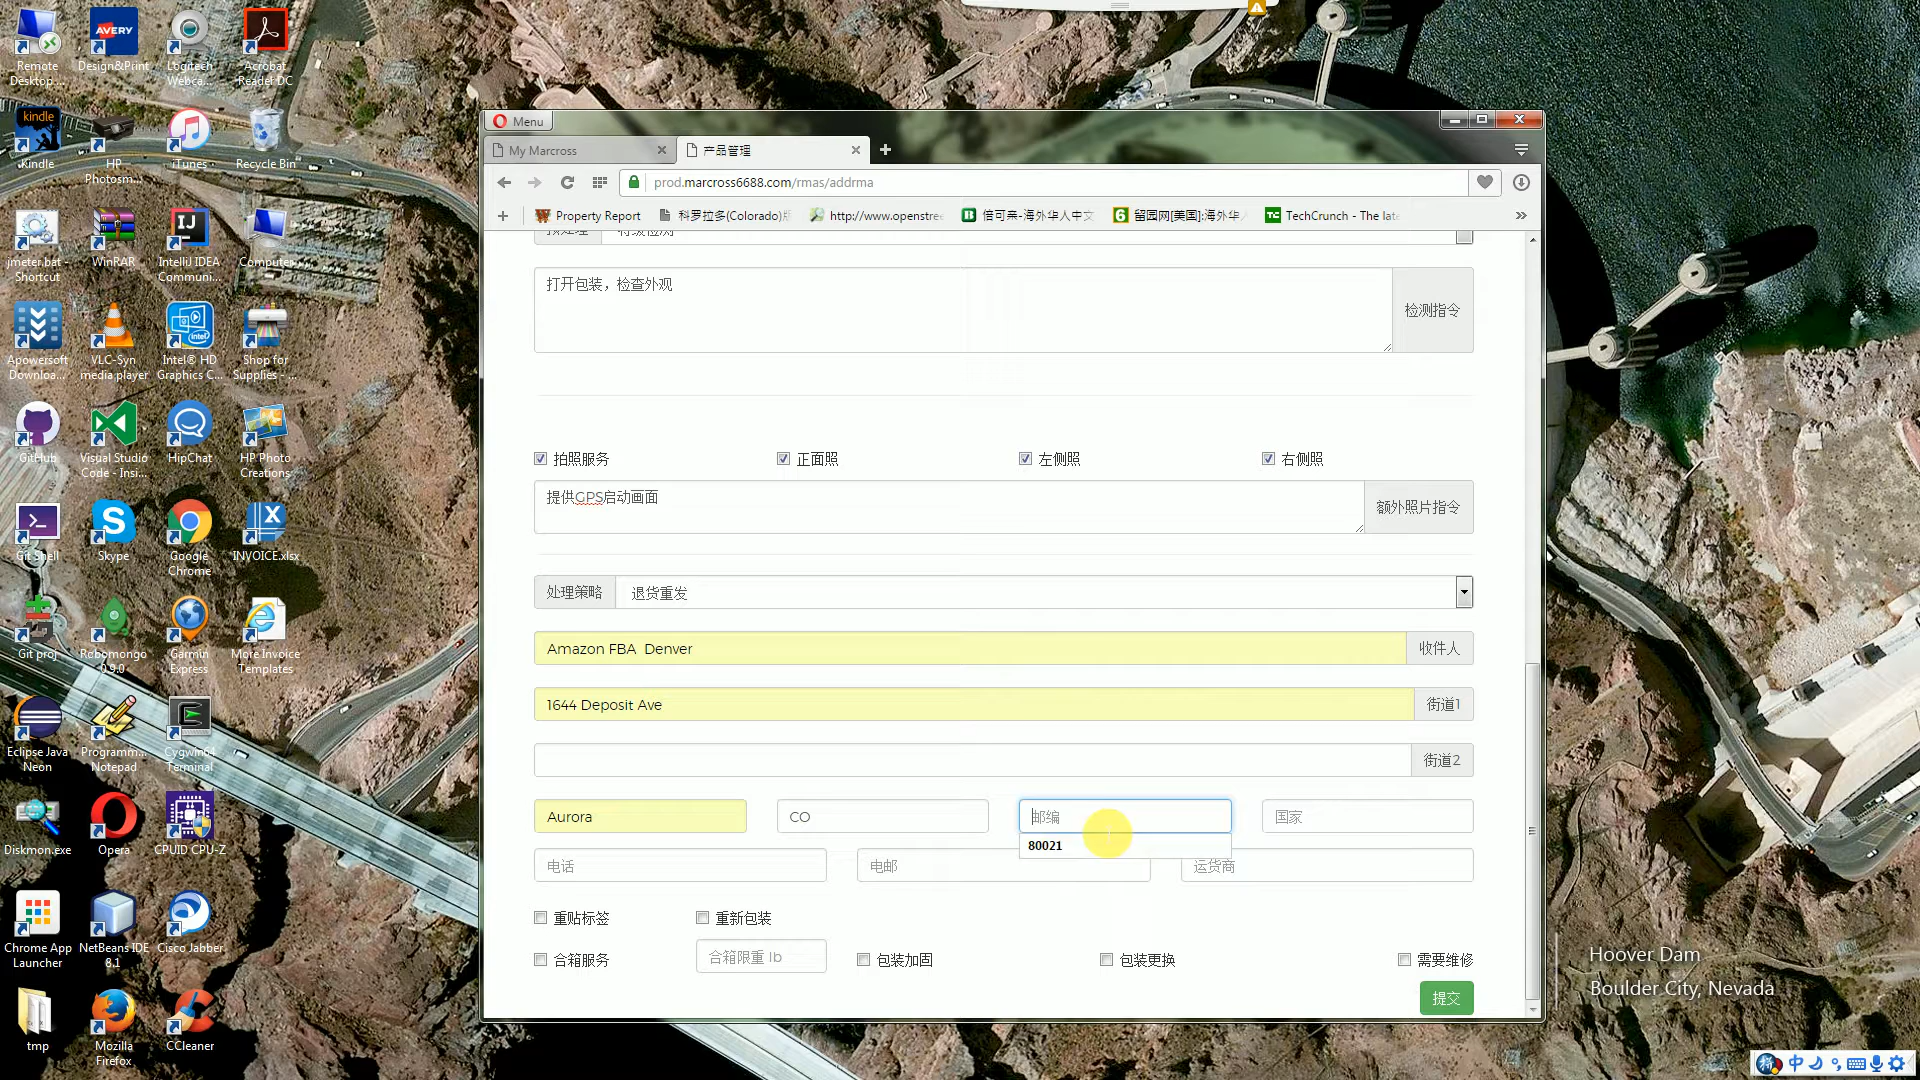 Remote Desktop...
AVERY
Design&Print
Logitech Webca...
Acrobat Reader DC
kindle
Kindle
HP Photosm...
iTunes
Recycle Bin
jmeter.bat - Shortcut
WinRAR
IJ
IntelliJ IDEA Communi...
Computer
Apowersoft Downloa...
VLC-Syn media player
Intel® HD Graphics C...
Shop for Supplies - ...
GitHub
Visual Studio Code - Insi...
HipChat
HP Photo Creations
Git Shell
Skype
Google Chrome
INVOICE.xlsx
Git proj
Robomongo 0.9.0
Garmin Express
More Invoice Templates
Eclipse Java Neon
Programm... Notepad
Cygwin64 Terminal
Diskmon.exe
Opera
CPUID CPU-Z
Chrome App Launcher
NetBeans IDE 8.1
Cisco Jabber
tmp
Mozilla Firefox
CCleaner
Menu
My Marcross
产品管理
prod.marcross6688.com/rmas/addrma
Property Report
科罗拉多(Colorado)
http://www.openstre
倍可亲-海外华人中文
留园网[美国]:海外华
TechCrunch - The late
打开包装，检查外观
检测指令
拍照服务 正面照 左侧照 右侧照
提供GPS启动画面
额外照片指令
处理策略 退货重发
Amazon FBA  Denver 收件人
1644 Deposit Ave 街道1
街道2
Aurora CO 邮编 国家
80021
电话 电邮 运货商
重贴标签 重新包装
合箱服务 合箱限重 lb 包装加固 包装更换 需要维修
提交
Hoover Dam
Boulder City, Nevada
中